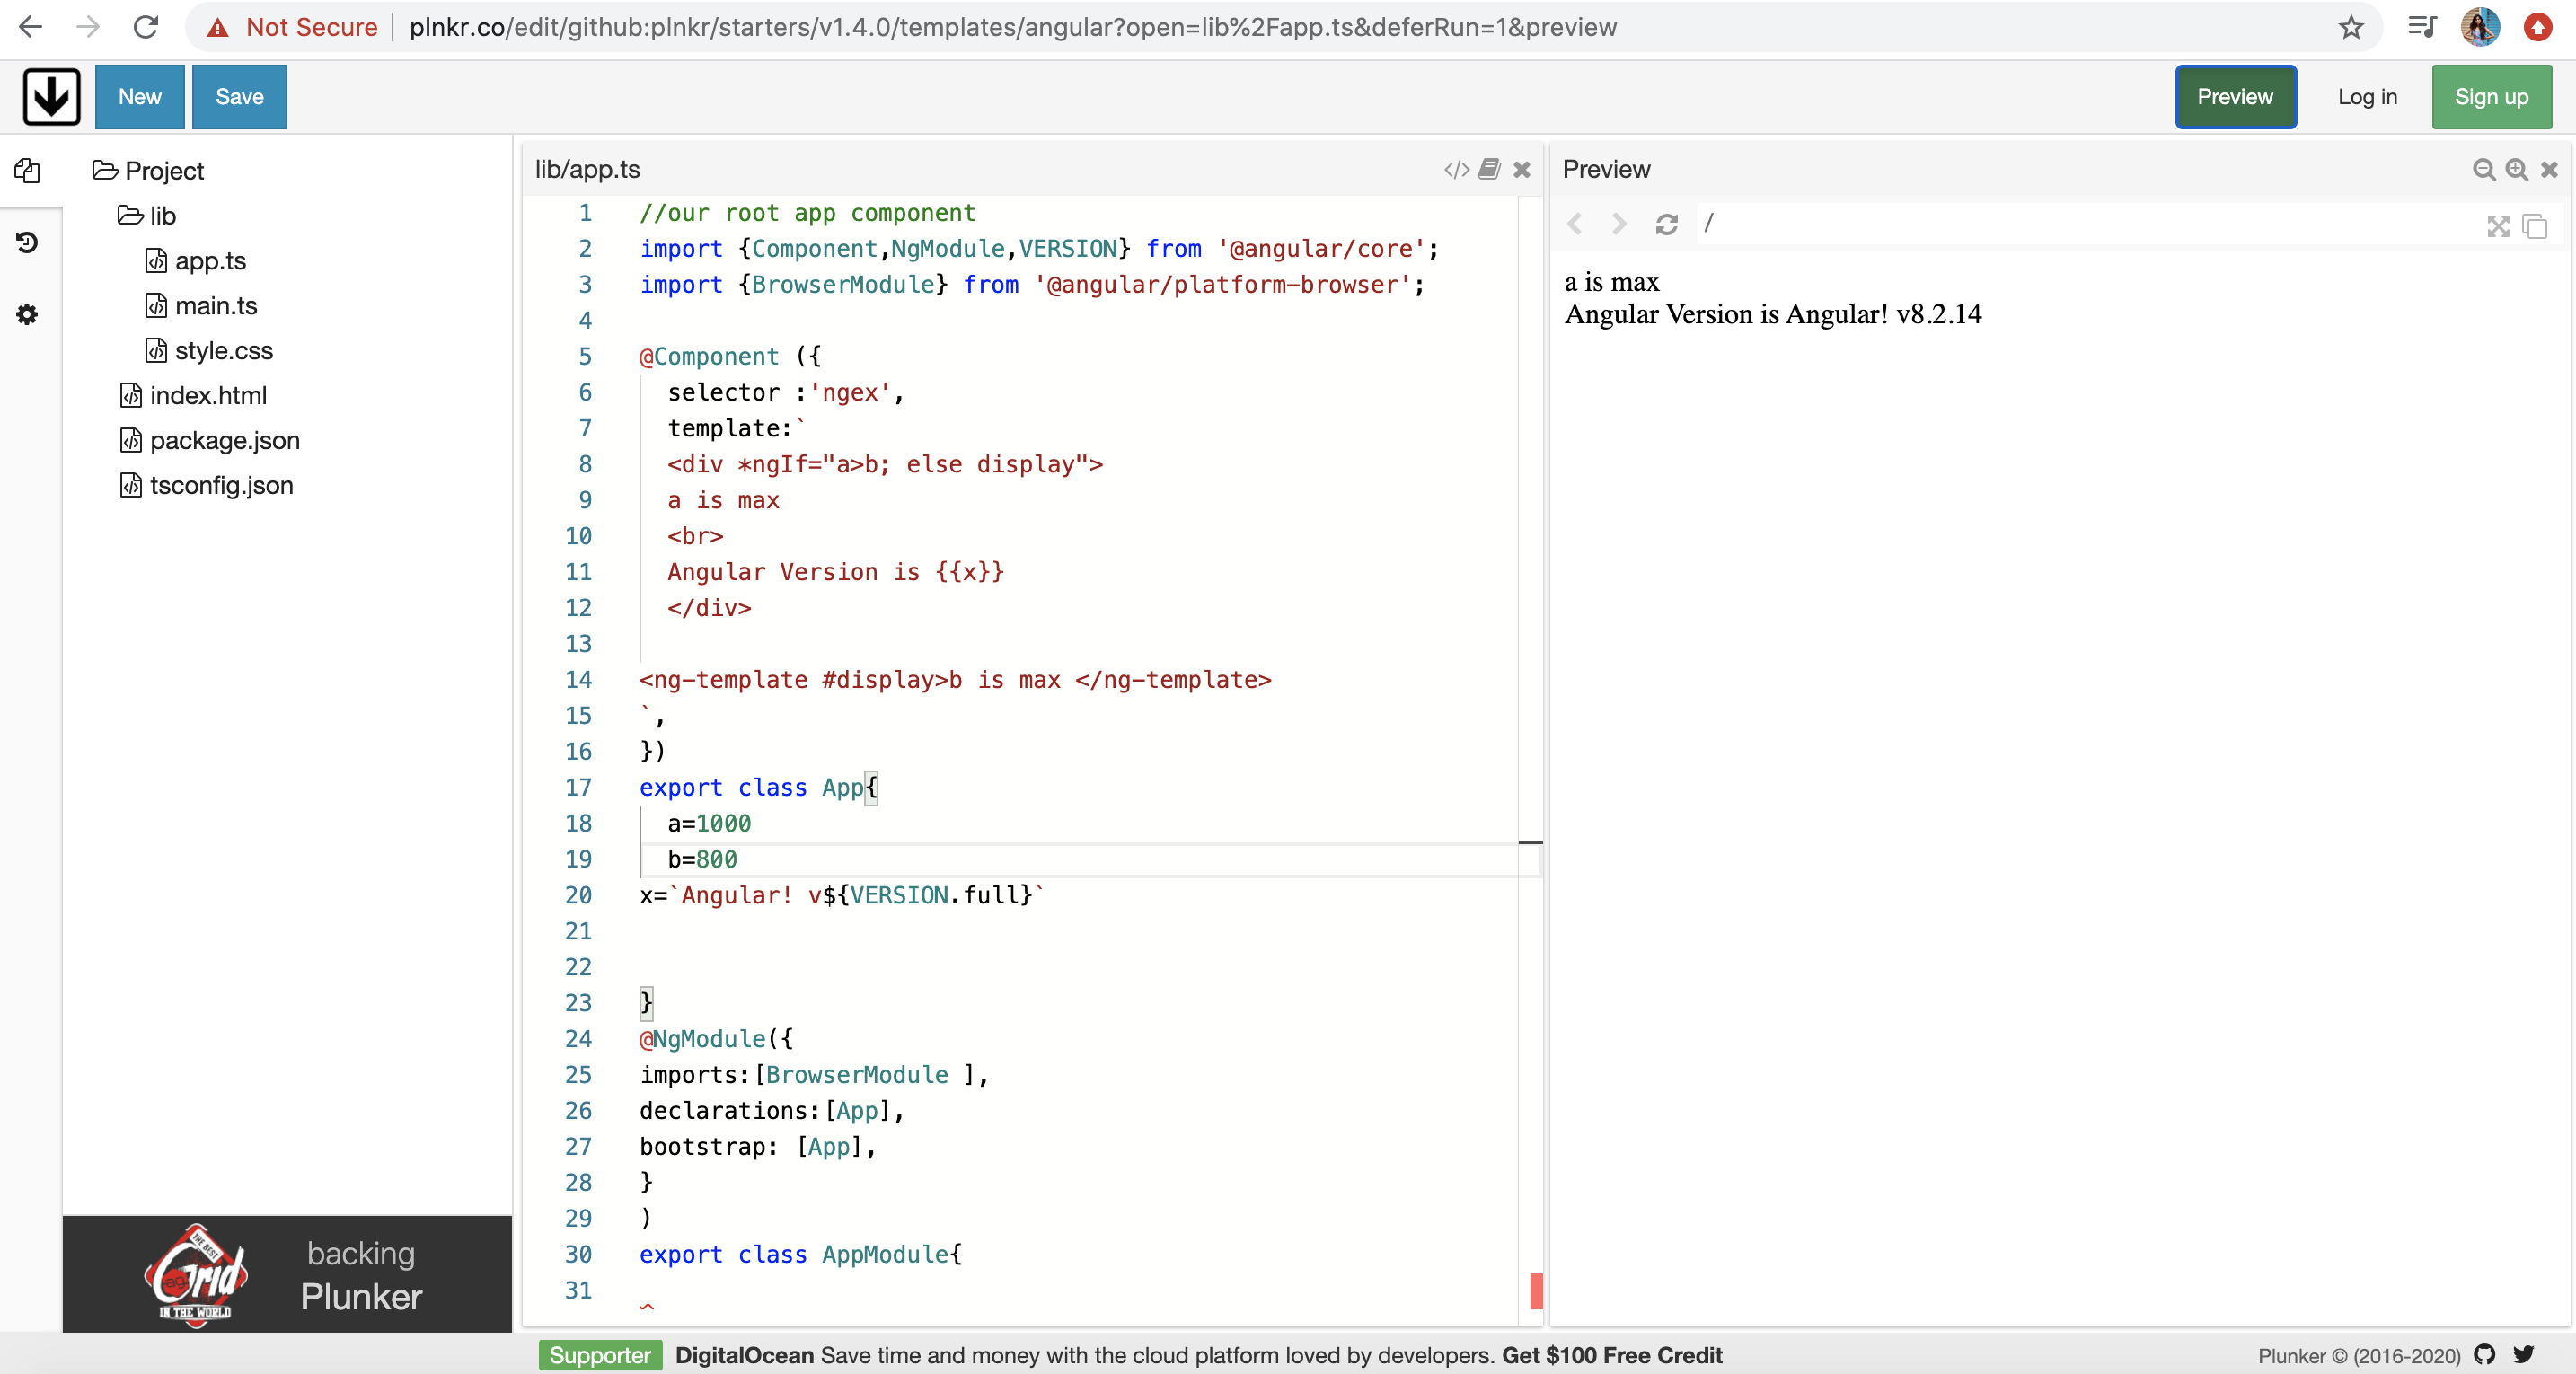 Not Secure plnkr.co/edit/github:plnkr/starters/v1.4.0/templates/angular?open=lib%2Fapp.ts&deferRun=1&preview
New Save Preview Log in Sign up
Project
lib
app.ts
main.ts
style.css
index.html
package.json
tsconfig.json
THE BEST
ag Grid
IN THE WORLD
backing
Plunker
lib/app.ts
1 //our root app component
2 import {Component,NgModule,VERSION} from '@angular/core';
3 import {BrowserModule} from '@angular/platform-browser';
4
5 @Component ({
6 selector :'ngex',
7 template:`
8 <div *ngIf="a>b; else display">
9 a is max
10 <br>
11 Angular Version is {{x}}
12 </div>
13
14 <ng-template #display>b is max </ng-template>
15 `,
16 })
17 export class App{
18 a=1000
19 b=800
20 x=`Angular! v${VERSION.full}`
21
22
23 }
24 @NgModule({
25 imports:[BrowserModule ],
26 declarations:[App],
27 bootstrap: [App],
28 }
29 )
30 export class AppModule{
31
Preview
/
a is max
Angular Version is Angular! v8.2.14
Supporter DigitalOcean Save time and money with the cloud platform loved by developers. Get $100 Free Credit
Plunker © (2016-2020)